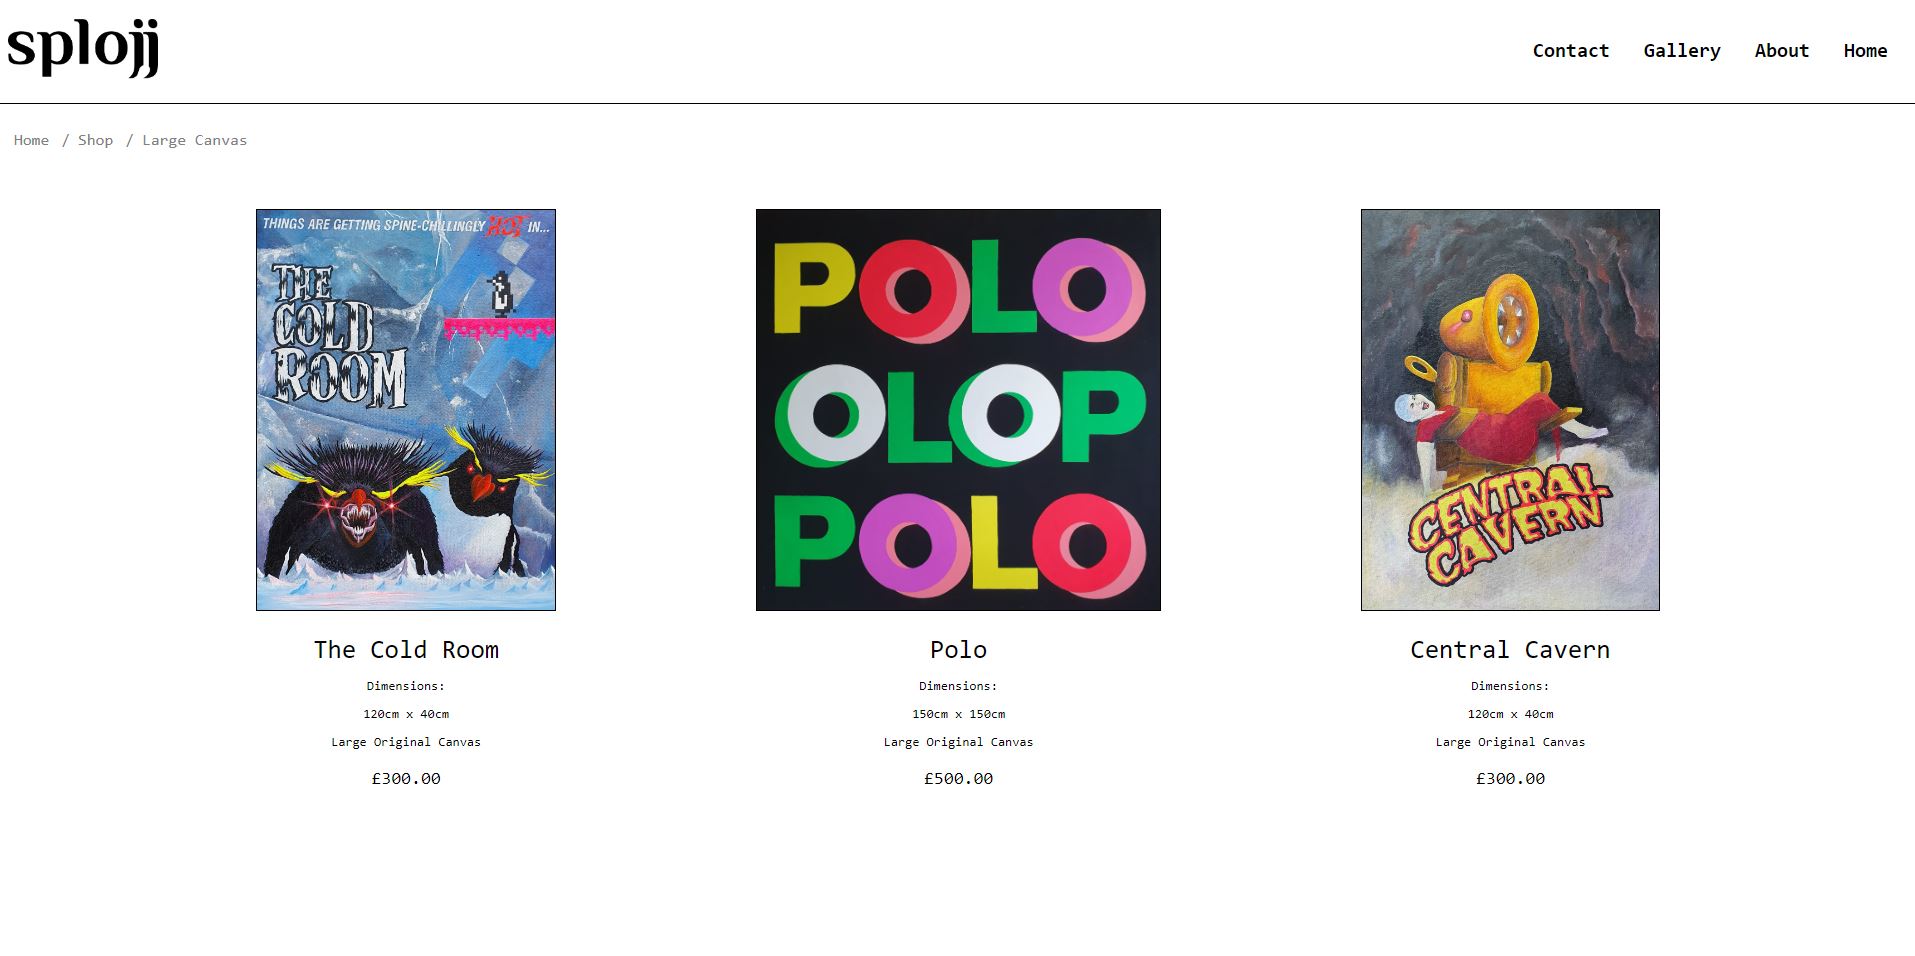 splojj
Contact Gallery About Home
Home / Shop / Large Canvas
THINGS ARE GETTING SPINE-CHILLINGLY HOT IN...
THE
COLD
ROOM
POLO
OLOP
POLO
CENTRAL
CAVERN
The Cold Room
Dimensions:
120cm x 40cm
Large Original Canvas
£300.00
Polo
Dimensions:
150cm x 150cm
Large Original Canvas
£500.00
Central Cavern
Dimensions:
120cm x 40cm
Large Original Canvas
£300.00